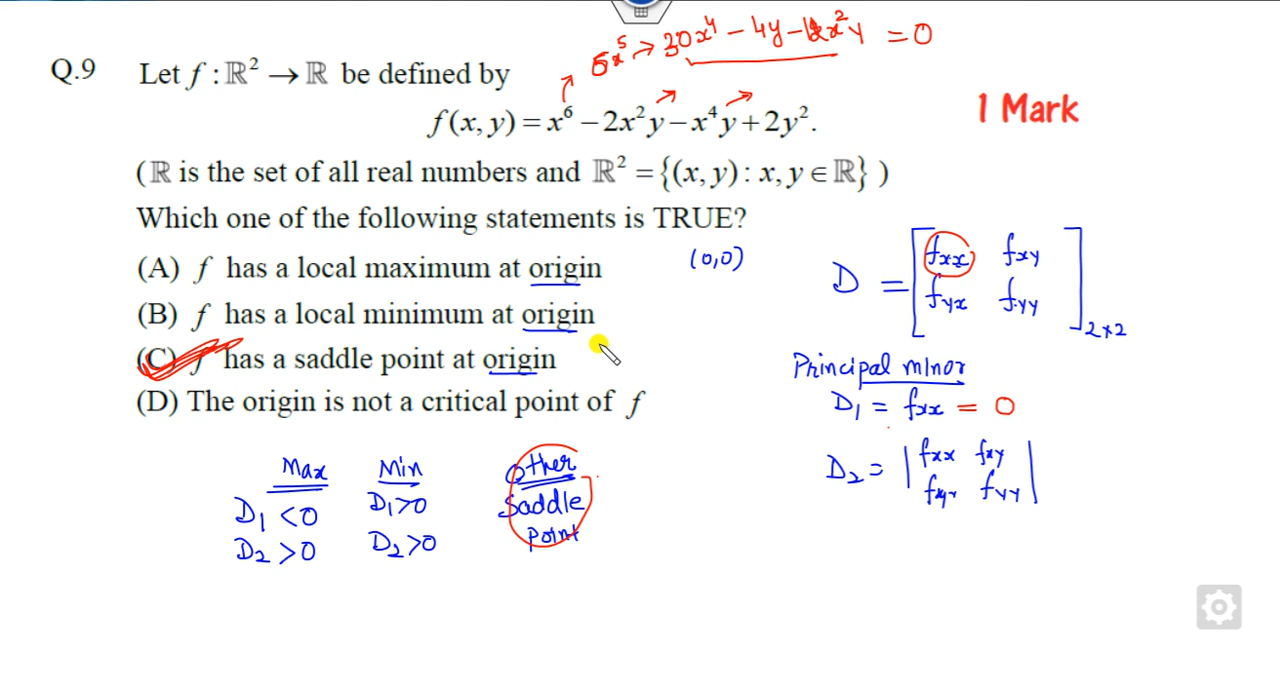 5x⁵ → 30x⁴ − 4y − 12x²y = 0
Q.9 Let f : ℝ² → ℝ be defined by
f(x, y) = x⁶ − 2x²y − x⁴y + 2y².
1 Mark
(ℝ is the set of all real numbers and ℝ² = {(x, y) : x, y ∈ ℝ} )
Which one of the following statements is TRUE?
(A) f has a local maximum at origin
(0,0)
(B) f has a local minimum at origin
(C) f has a saddle point at origin
(D) The origin is not a critical point of f
D = [ fxx fxy
fyx fyy ] 2×2
Principal minor
D₁ = fxx = 0
D₂ = | fxx fxy
fyy |
Max Min Other
D₁ < 0 D₁ > 0 Saddle
D₂ > 0 D₂ > 0 Point